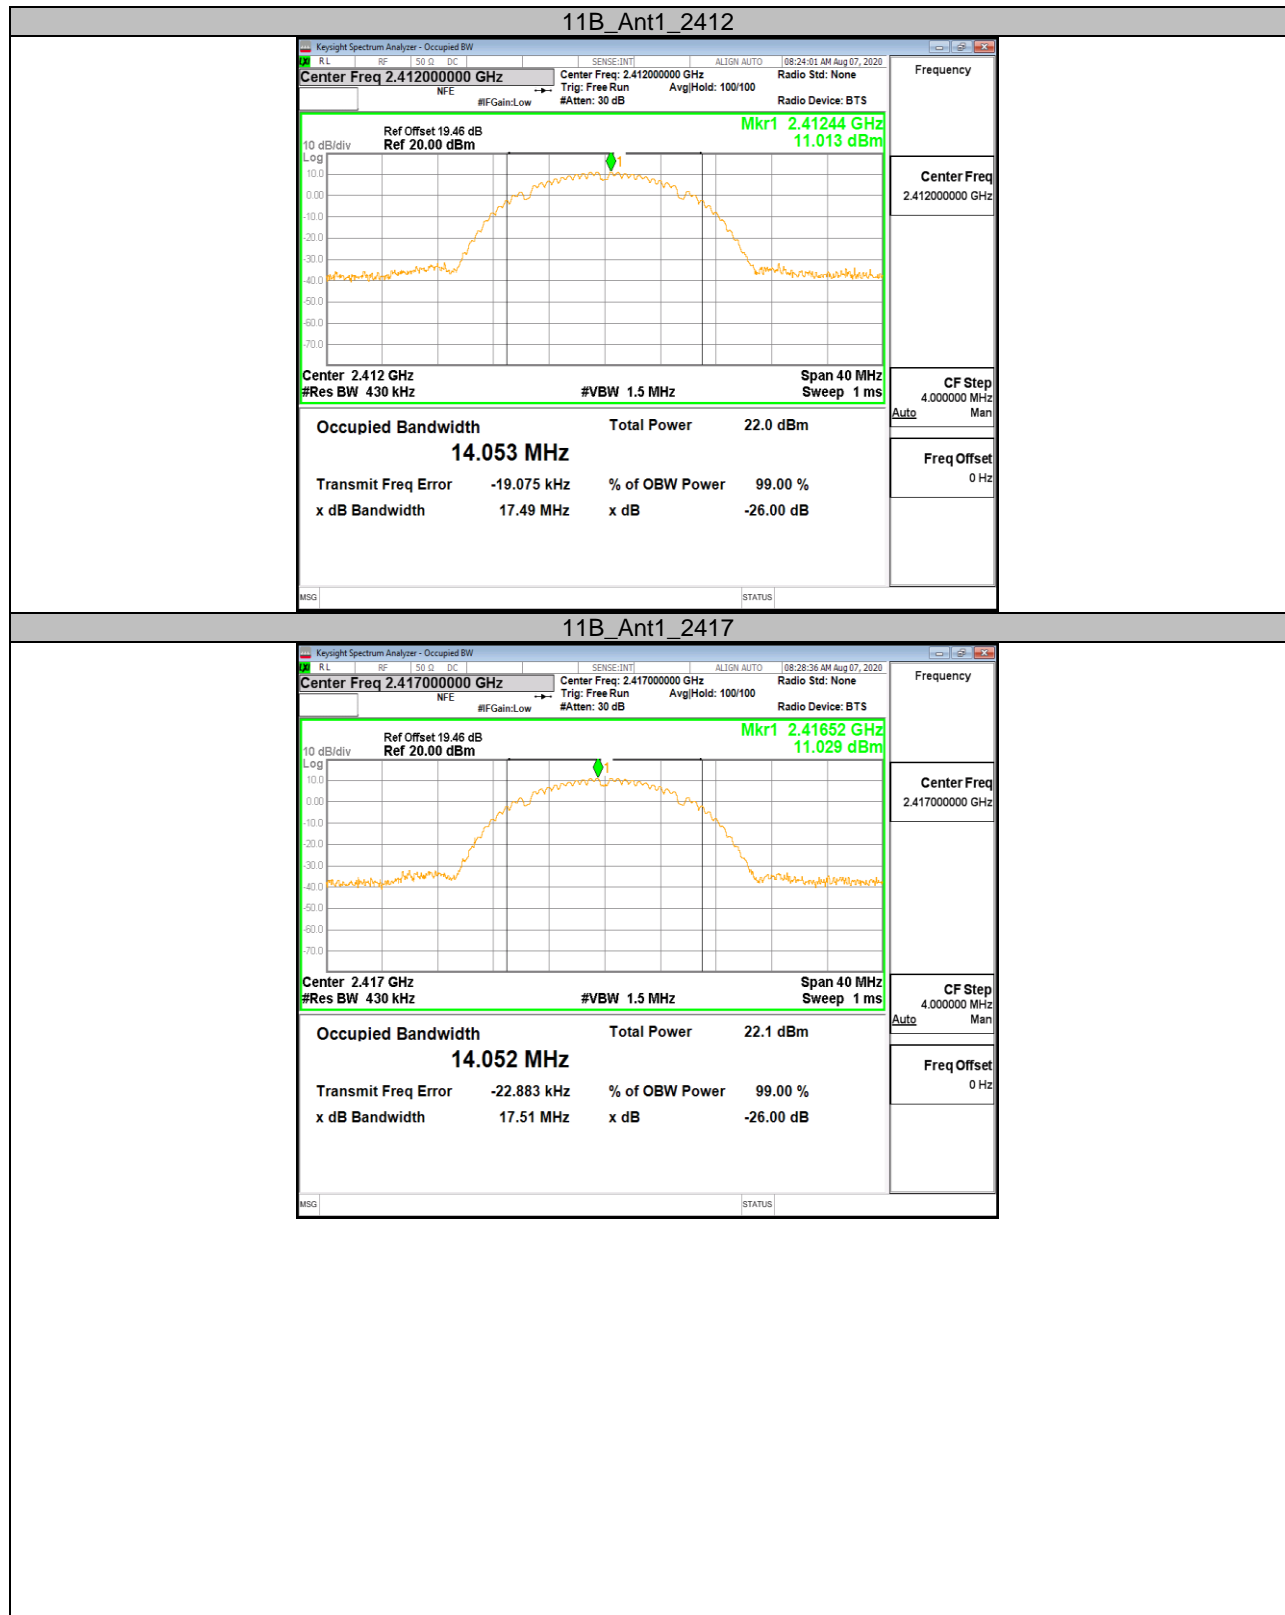 11B_Ant1_2412
Keysight Spectrum Analyzer - Occupied BW
RL RF 50 Ω DC SENSE:INT ALIGN AUTO 08:24:01 AM Aug 07, 2020
Center Freq 2.412000000 GHz
Center Freq: 2.412000000 GHz
Radio Std: None
NFE
Trig: Free Run Avg|Hold: 100/100
#IFGain:Low
#Atten: 30 dB
Radio Device: BTS
Frequency
Mkr1 2.41244 GHz
11.013 dBm
Ref Offset 19.46 dB
10 dB/div Ref 20.00 dBm
Log
1
10.0
0.00
-10.0
-20.0
-30.0
-40.0
-50.0
-60.0
-70.0
Center Freq
2.412000000 GHz
Center 2.412 GHz Span 40 MHz
#Res BW 430 kHz #VBW 1.5 MHz Sweep 1 ms
CF Step
4.000000 MHz
Auto Man
Occupied Bandwidth Total Power 22.0 dBm
14.053 MHz
Transmit Freq Error -19.075 kHz % of OBW Power 99.00 %
x dB Bandwidth 17.49 MHz x dB -26.00 dB
Freq Offset
0 Hz
MSG STATUS
11B_Ant1_2417
Keysight Spectrum Analyzer - Occupied BW
RL RF 50 Ω DC SENSE:INT ALIGN AUTO 08:28:36 AM Aug 07, 2020
Center Freq 2.417000000 GHz
Center Freq: 2.417000000 GHz
Radio Std: None
NFE
Trig: Free Run Avg|Hold: 100/100
#IFGain:Low
#Atten: 30 dB
Radio Device: BTS
Frequency
Mkr1 2.41652 GHz
11.029 dBm
Ref Offset 19.46 dB
10 dB/div Ref 20.00 dBm
Log
1
10.0
0.00
-10.0
-20.0
-30.0
-40.0
-50.0
-60.0
-70.0
Center Freq
2.417000000 GHz
Center 2.417 GHz Span 40 MHz
#Res BW 430 kHz #VBW 1.5 MHz Sweep 1 ms
CF Step
4.000000 MHz
Auto Man
Occupied Bandwidth Total Power 22.1 dBm
14.052 MHz
Transmit Freq Error -22.883 kHz % of OBW Power 99.00 %
x dB Bandwidth 17.51 MHz x dB -26.00 dB
Freq Offset
0 Hz
MSG STATUS